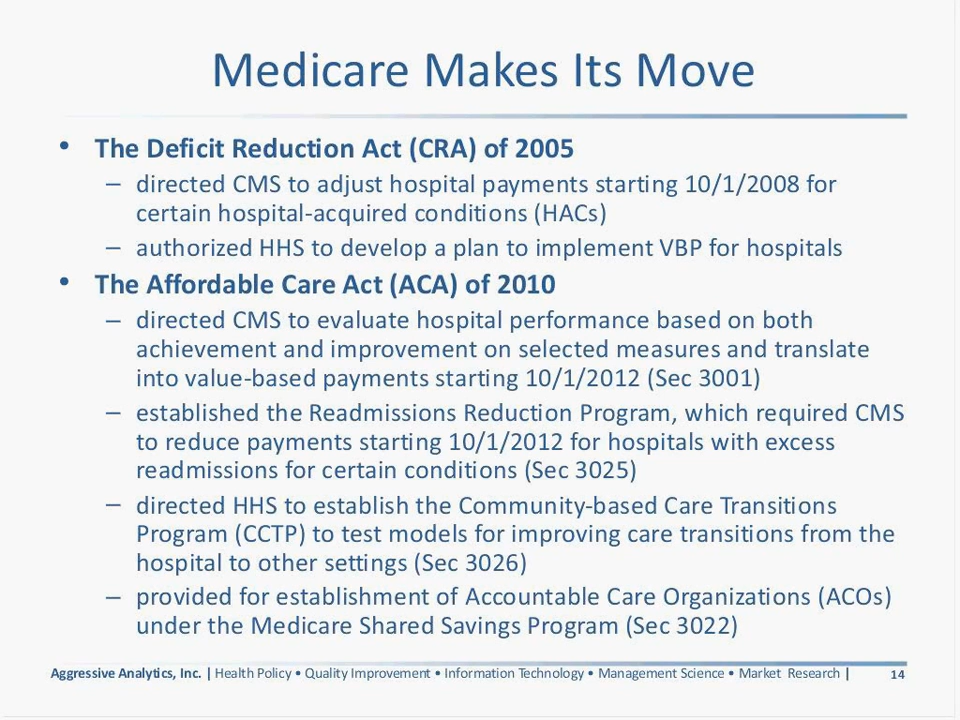 Medicare Makes Its Move
• The Deficit Reduction Act (CRA) of 2005
– directed CMS to adjust hospital payments starting 10/1/2008 for
certain hospital-acquired conditions (HACs)
– authorized HHS to develop a plan to implement VBP for hospitals
• The Affordable Care Act (ACA) of 2010
– directed CMS to evaluate hospital performance based on both
achievement and improvement on selected measures and translate
into value-based payments starting 10/1/2012 (Sec 3001)
– established the Readmissions Reduction Program, which required CMS
to reduce payments starting 10/1/2012 for hospitals with excess
readmissions for certain conditions (Sec 3025)
– directed HHS to establish the Community-based Care Transitions
Program (CCTP) to test models for improving care transitions from the
hospital to other settings (Sec 3026)
– provided for establishment of Accountable Care Organizations (ACOs)
under the Medicare Shared Savings Program (Sec 3022)
Aggressive Analytics, Inc. | Health Policy • Quality Improvement • Information Technology • Management Science • Market Research | 14